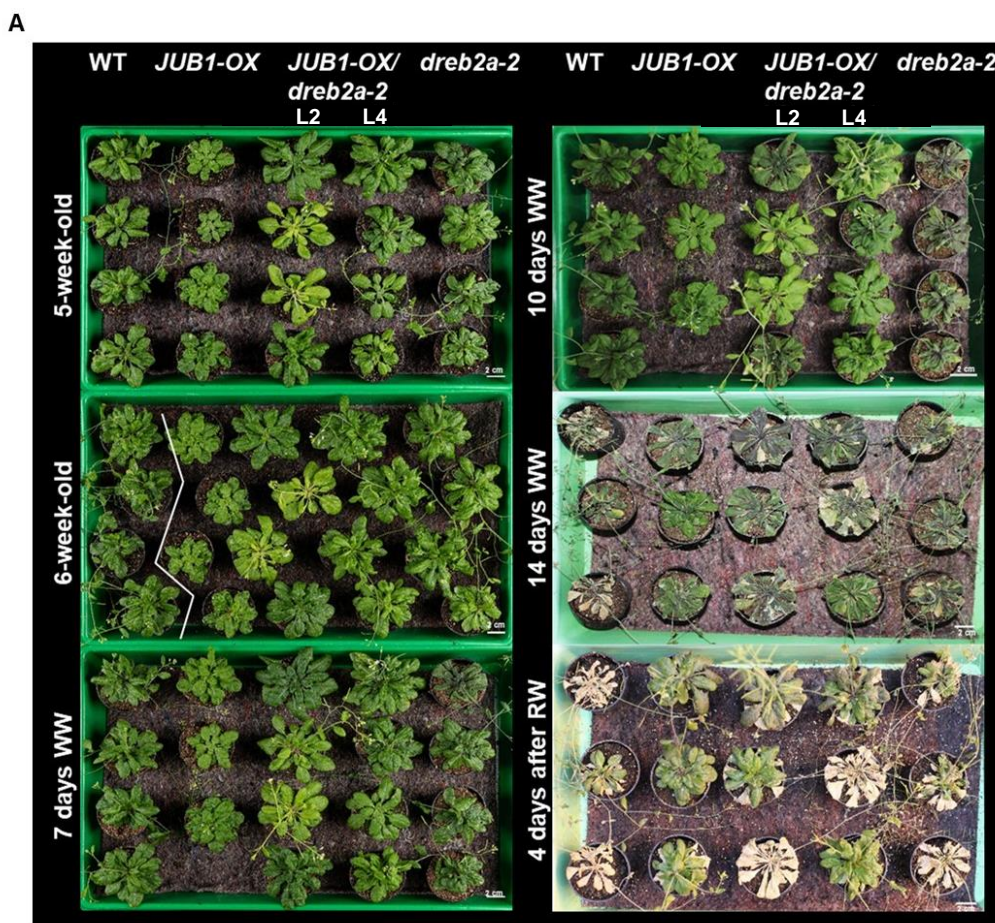 A
WT JUB1-OX JUB1-OX/ dreb2a-2
dreb2a-2
L2 L4
WT JUB1-OX JUB1-OX/ dreb2a-2
dreb2a-2
L2 L4
5-week-old
2 cm
10 days WW
2 cm
6-week-old
2 cm
14 days WW
2 cm
7 days WW
2 cm
4 days after RW
2 cm